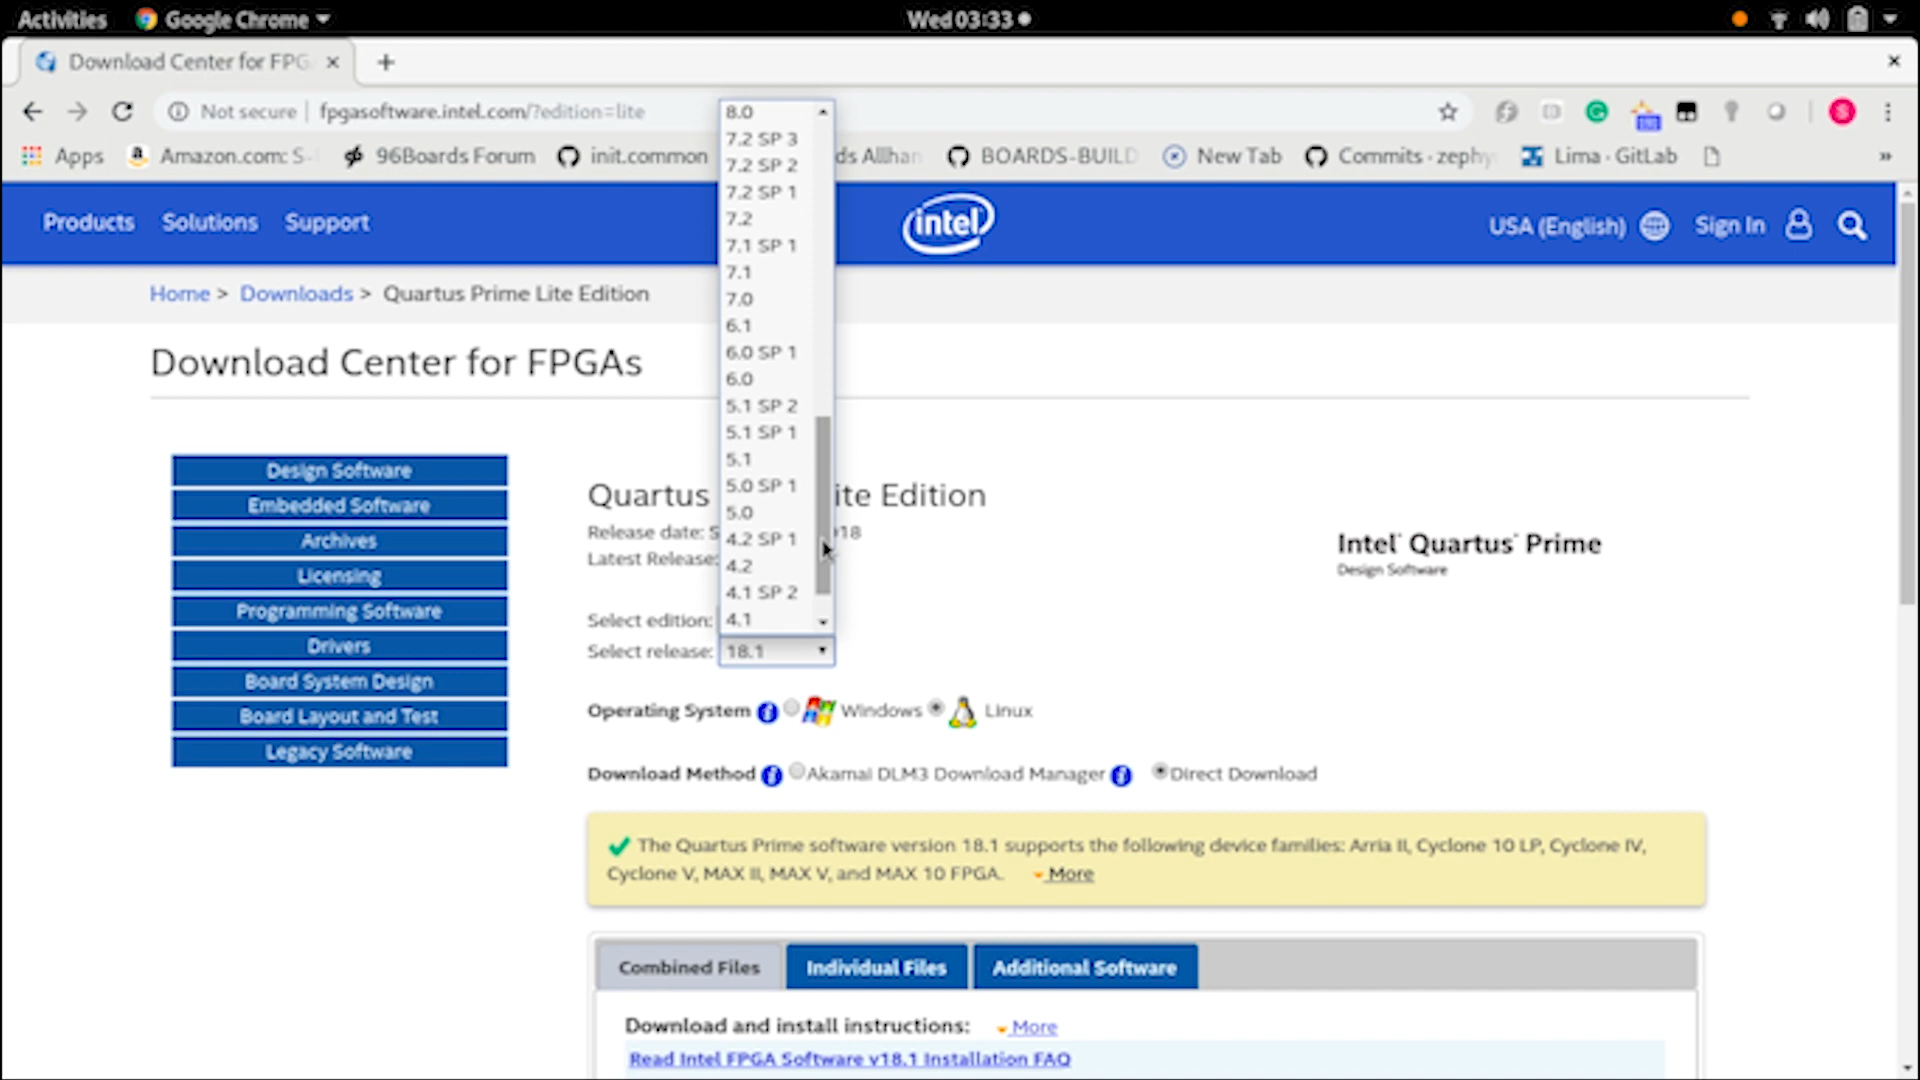 Activities Google Chrome Wed 03:33
Download Center for FPG
Not secure fpgasoftware.intel.com/?edition=lite
Apps Amazon.com: S- 96Boards Forum init.common ds Allhan BOARDS-BUILD New Tab Commits · zephy Lima · GitLab »
Products Solutions Support intel USA (English) Sign In
Home > Downloads > Quartus Prime Lite Edition
Download Center for FPGAs
Design Software
Embedded Software
Archives
Licensing
Programming Software
Drivers
Board System Design
Board Layout and Test
Legacy Software
8.0
7.2 SP 3
7.2 SP 2
7.2 SP 1
7.2
7.1 SP 1
7.1
7.0
6.1
6.0 SP 1
6.0
5.1 SP 2
5.1 SP 1
5.1
5.0 SP 1
5.0
4.2 SP 1
4.2
4.1 SP 2
4.1
Quartus ite Edition
Release date: S 18
Latest Release:
Select edition:
Select release: 18.1
Intel Quartus Prime
Design Software
Operating System Windows Linux
Download Method Akamai DLM3 Download Manager Direct Download
The Quartus Prime software version 18.1 supports the following device families: Arria II, Cyclone 10 LP, Cyclone IV,
Cyclone V, MAX II, MAX V, and MAX 10 FPGA. More
Combined Files Individual Files Additional Software
Download and install instructions: More
Read Intel FPGA Software v18.1 Installation FAQ